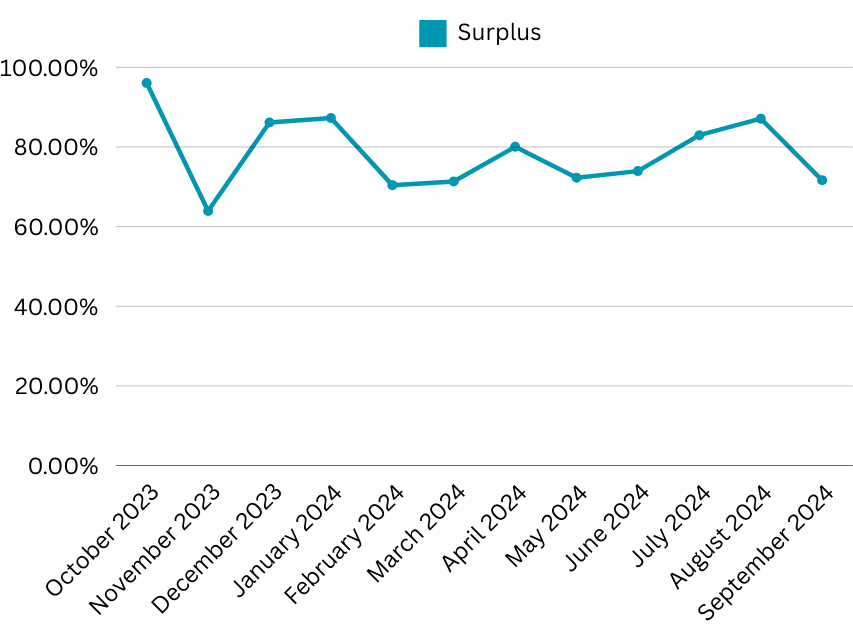 Surplus
100.00%
80.00%
60.00%
40.00%
20.00%
0.00%
October 2023
November 2023
December 2023
January 2024
February 2024
March 2024
April 2024
May 2024
June 2024
July 2024
August 2024
September 2024